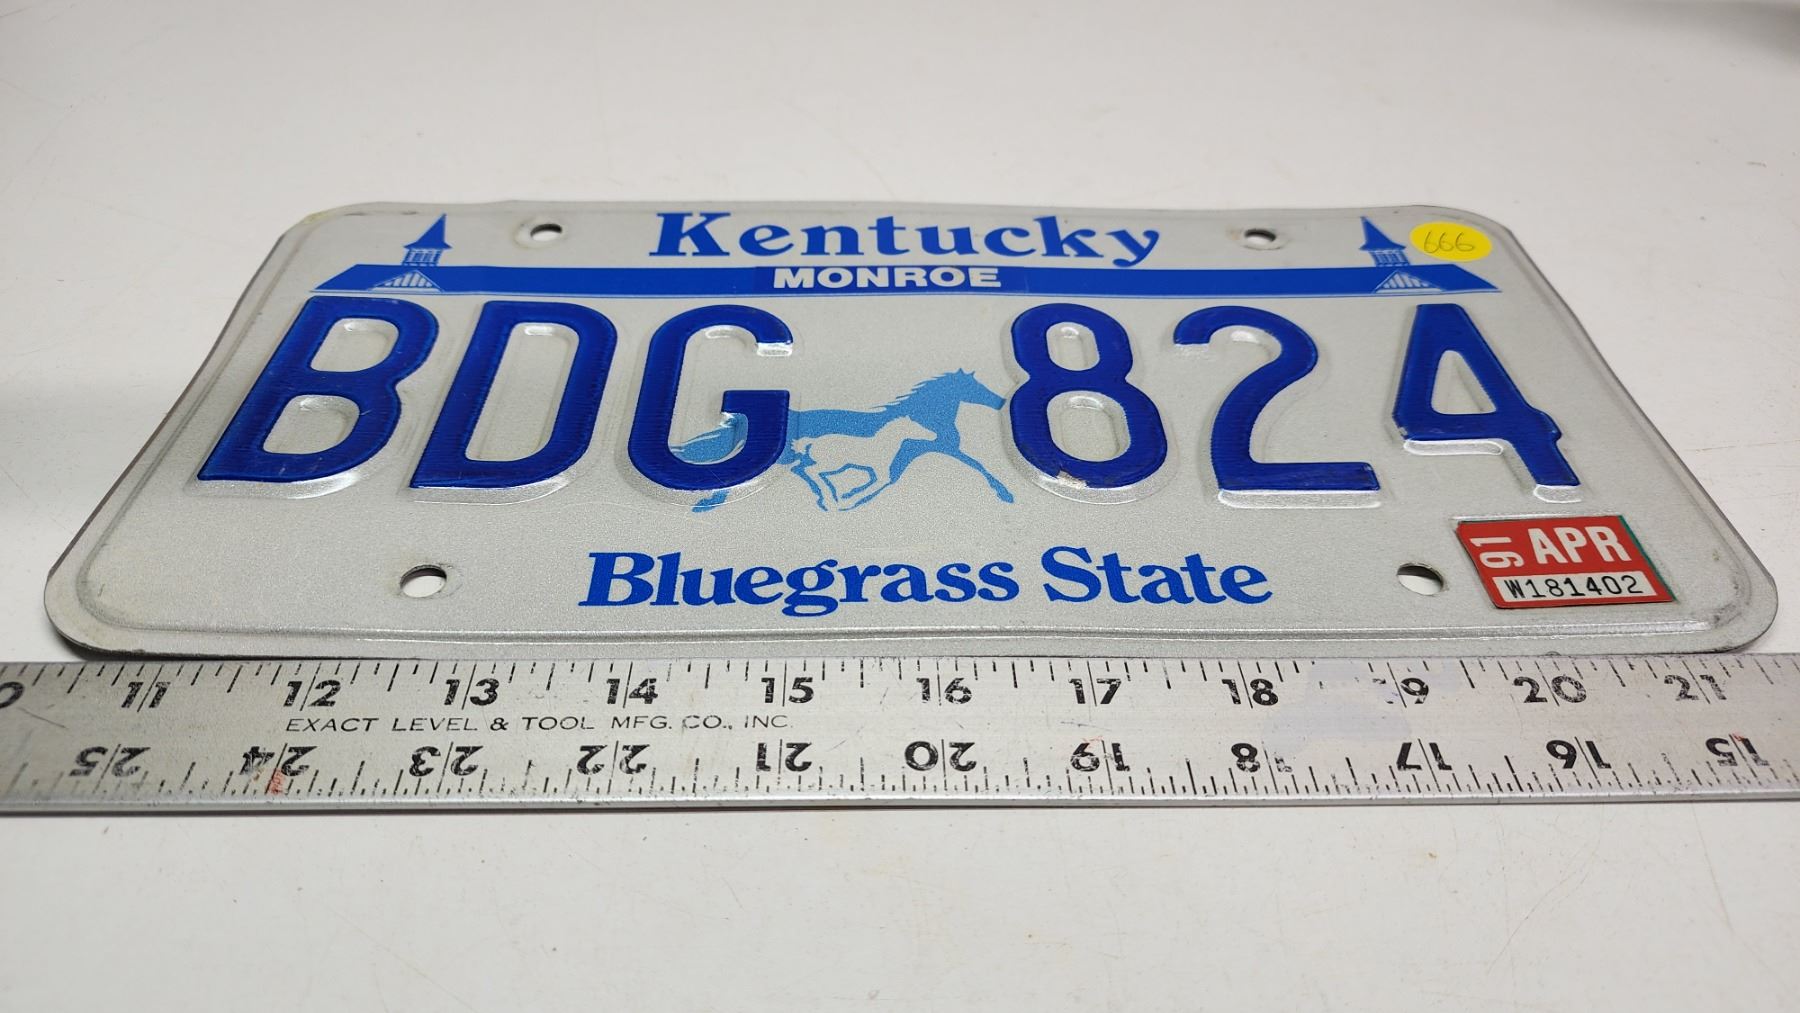 Kentucky
666
MONROE
BDG 824
Bluegrass State
91 APR
W181402
11 12 13 14 15 16 17 18 19 20 21
EXACT LEVEL & TOOL MFG. CO., INC.
25 24 23 22 21 20 19 18 17 16 15